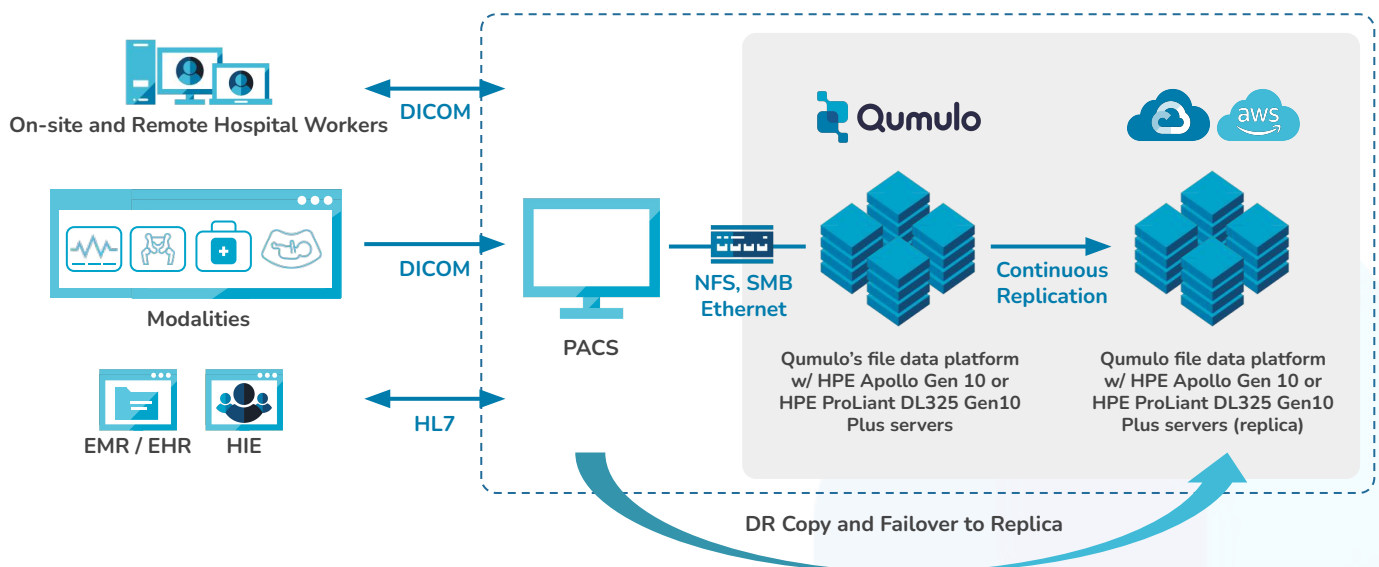 On-site and Remote Hospital Workers
DICOM
Modalities
DICOM
EMR / EHR
HIE
HL7
PACS
NFS, SMB
Ethernet
Qumulo
aws
Continuous
Replication
Qumulo’s file data platform
w/ HPE Apollo Gen 10 or
HPE ProLiant DL325 Gen10
Plus servers
Qumulo file data platform
w/ HPE Apollo Gen 10 or
HPE ProLiant DL325 Gen10
Plus servers (replica)
DR Copy and Failover to Replica